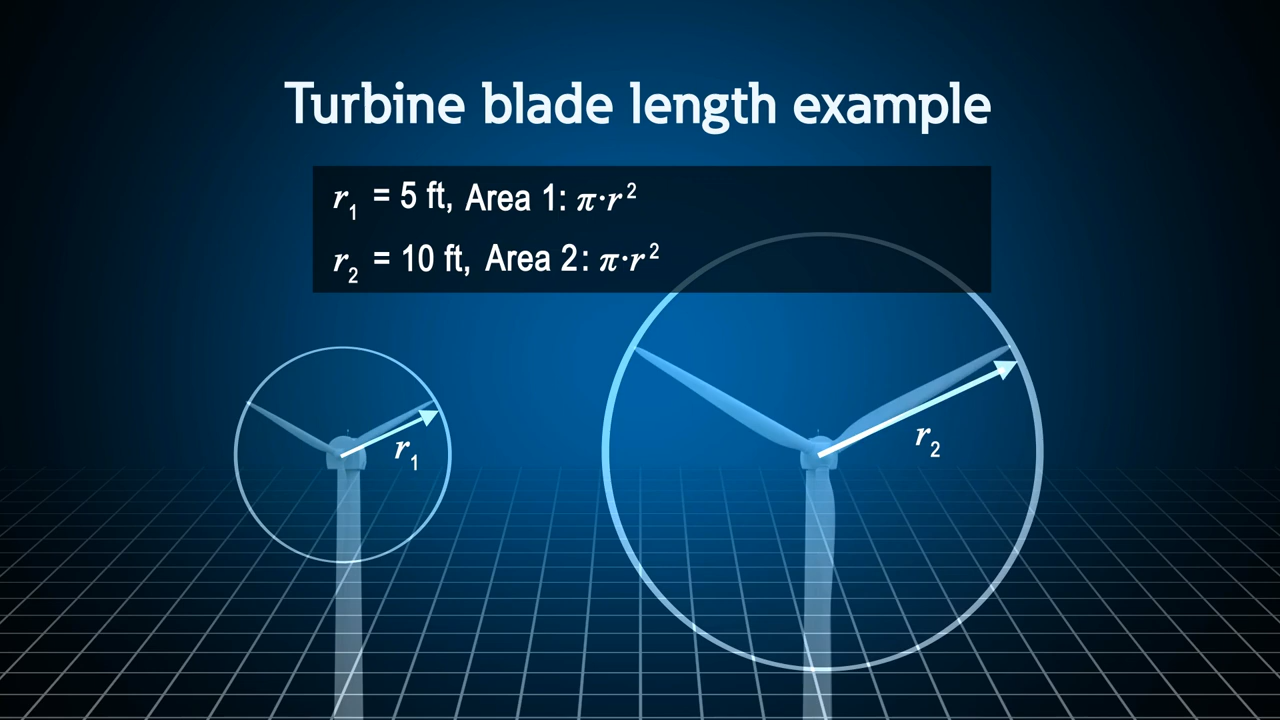 Turbine blade length example
r₁ = 5 ft, Area 1: π·r²
r₂ = 10 ft, Area 2: π·r²
r₁
r₂